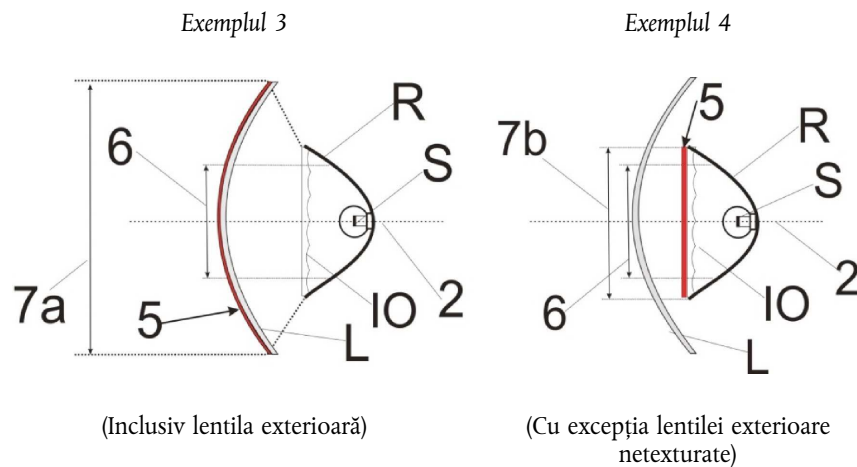 Exemplul 3
R
6
S
7a
5
L
IO
2
(Inclusiv lentila exterioară)
Exemplul 4
5
7b
R
S
6
IO
2
L
(Cu excepția lentilei exterioare
netexturate)